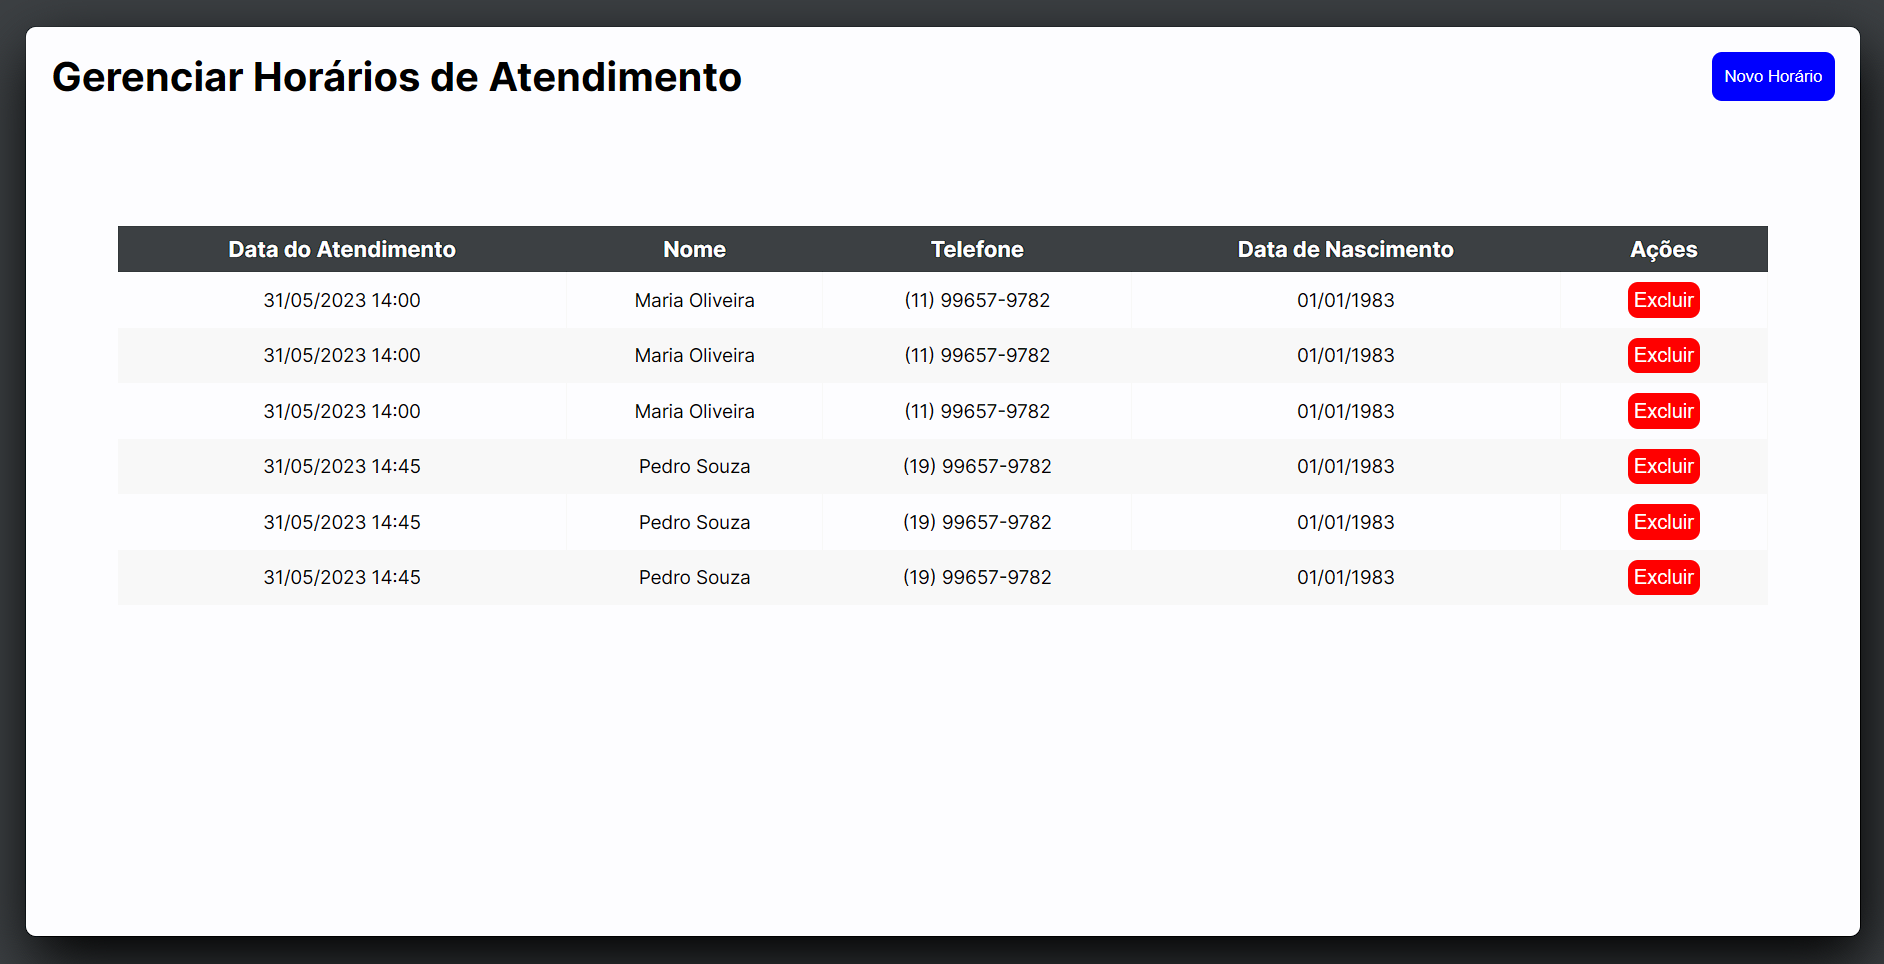 Gerenciar Horários de Atendimento Novo Horário
Data do Atendimento Nome Telefone Data de Nascimento Ações
31/05/2023 14:00 Maria Oliveira (11) 99657-9782 01/01/1983 Excluir
31/05/2023 14:00 Maria Oliveira (11) 99657-9782 01/01/1983 Excluir
31/05/2023 14:00 Maria Oliveira (11) 99657-9782 01/01/1983 Excluir
31/05/2023 14:45 Pedro Souza (19) 99657-9782 01/01/1983 Excluir
31/05/2023 14:45 Pedro Souza (19) 99657-9782 01/01/1983 Excluir
31/05/2023 14:45 Pedro Souza (19) 99657-9782 01/01/1983 Excluir